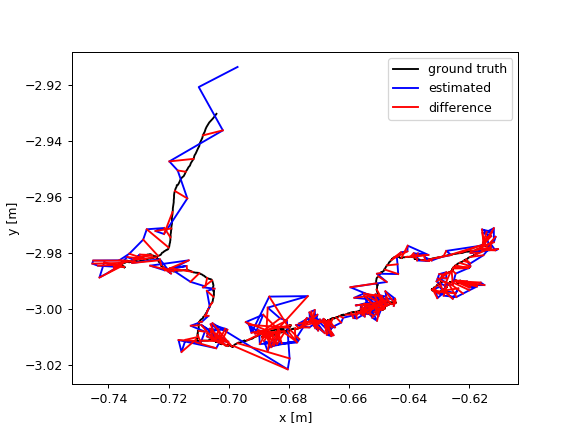 ground truth
estimated
difference
y [m]
−2.92
−2.94
−2.96
−2.98
−3.00
−3.02
−0.74 −0.72 −0.70 −0.68 −0.66 −0.64 −0.62
x [m]